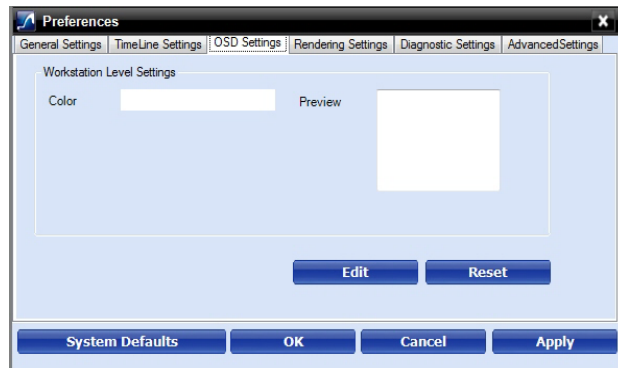 Preferences x
General Settings TimeLine Settings OSD Settings Rendering Settings Diagnostic Settings AdvancedSettings
Workstation Level Settings
Color Preview
Edit Reset
System Defaults OK Cancel Apply